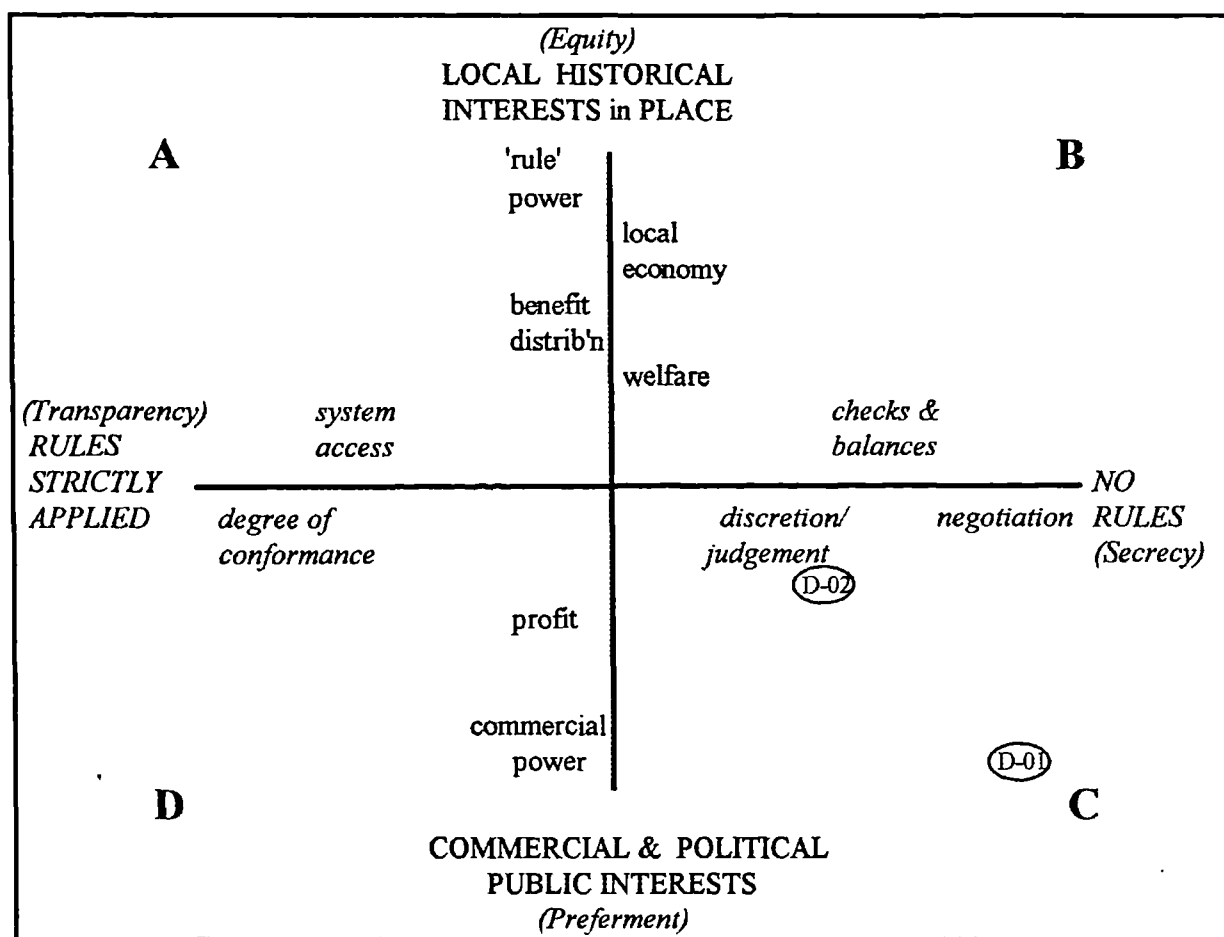 (Equity)
LOCAL HISTORICAL
INTERESTS in PLACE
A
B
'rule'
power
local
economy
benefit
distrib'n
welfare
(Transparency)
RULES
STRICTLY
APPLIED
system
access
checks &
balances
degree of
conformance
discretion/
judgement
negotiation
NO
RULES
(Secrecy)
D-02
profit
commercial
power
D-01
D
C
COMMERCIAL & POLITICAL
PUBLIC INTERESTS
(Preferment)